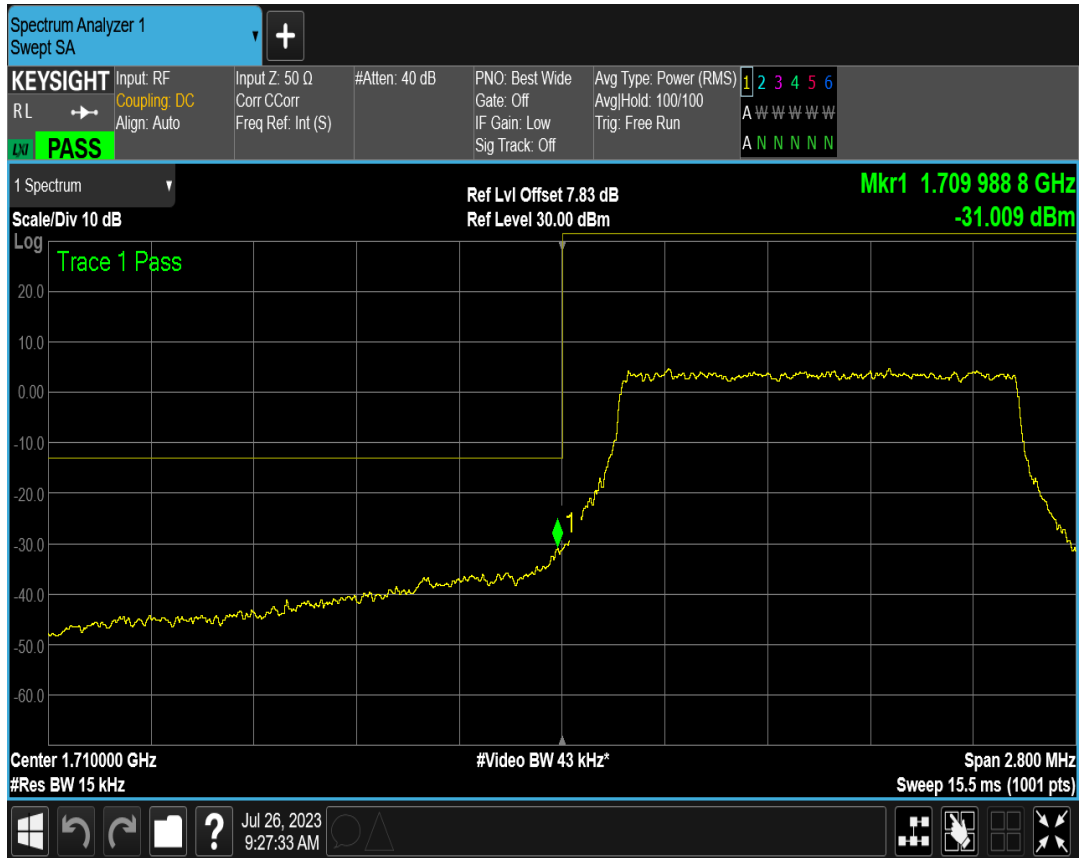 Spectrum Analyzer 1
Swept SA
+
KEYSIGHT
RL
LXI PASS
Input: RF
Coupling: DC
Align: Auto
Input Z: 50 Ω
Corr CCorr
Freq Ref: Int (S)
#Atten: 40 dB
PNO: Best Wide
Gate: Off
IF Gain: Low
Sig Track: Off
Avg Type: Power (RMS)
Avg|Hold: 100/100
Trig: Free Run
1 2 3 4 5 6
A W W W W W
A N N N N N
1 Spectrum
Scale/Div 10 dB
Ref Lvl Offset 7.83 dB
Ref Level 30.00 dBm
Mkr1 1.709 988 8 GHz
-31.009 dBm
Log
Trace 1 Pass
20.0
10.0
0.00
-10.0
-20.0
-30.0
-40.0
-50.0
-60.0
1
Center 1.710000 GHz
#Res BW 15 kHz
#Video BW 43 kHz*
Span 2.800 MHz
Sweep 15.5 ms (1001 pts)
?
Jul 26, 2023
9:27:33 AM